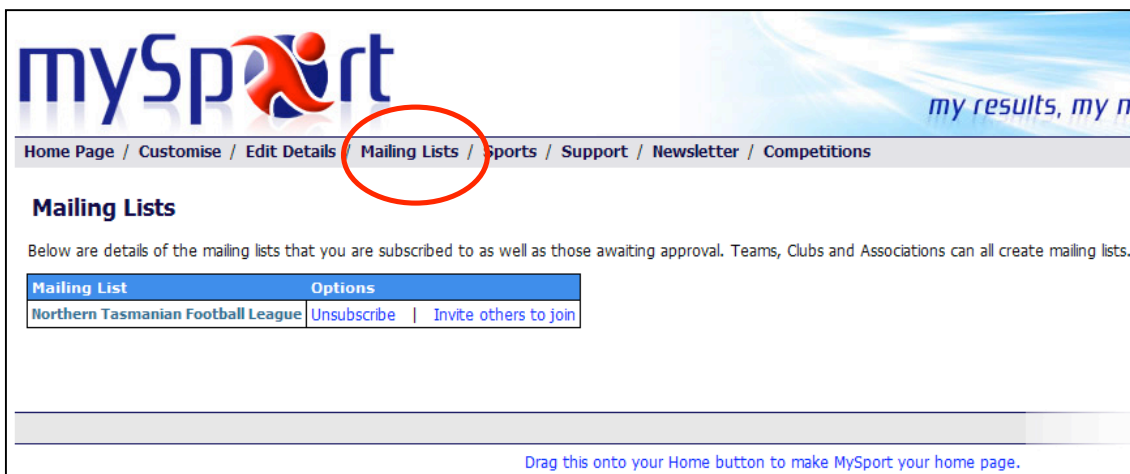 mySport
my results, my n
Home Page / Customise / Edit Details / Mailing Lists / Sports / Support / Newsletter / Competitions
Mailing Lists
Below are details of the mailing lists that you are subscribed to as well as those awaiting approval. Teams, Clubs and Associations can all create mailing lists.
Mailing List Options
Northern Tasmanian Football League Unsubscribe | Invite others to join
Drag this onto your Home button to make MySport your home page.